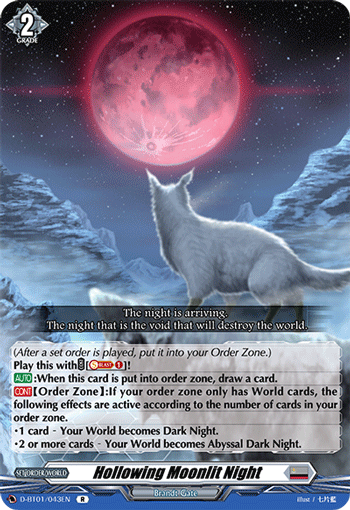 2
GRADE
The night is arriving.
The night that is the void that will destroy the world.
(After a set order is played, put it into your Order Zone.)
Play this with [SOUL BLAST 1]!
AUTO:When this card is put into order zone, draw a card.
CONT[Order Zone]:If your order zone only has World cards, the
following effects are active according to the number of cards in your
order zone.
•1 card - Your World becomes Dark Night.
•2 or more cards - Your World becomes Abyssal Dark Night.
SET ORDER/WORLD
Hollowing Moonlit Night
D-BT01/043EN R
Brandt Gate
illust / 七片藍